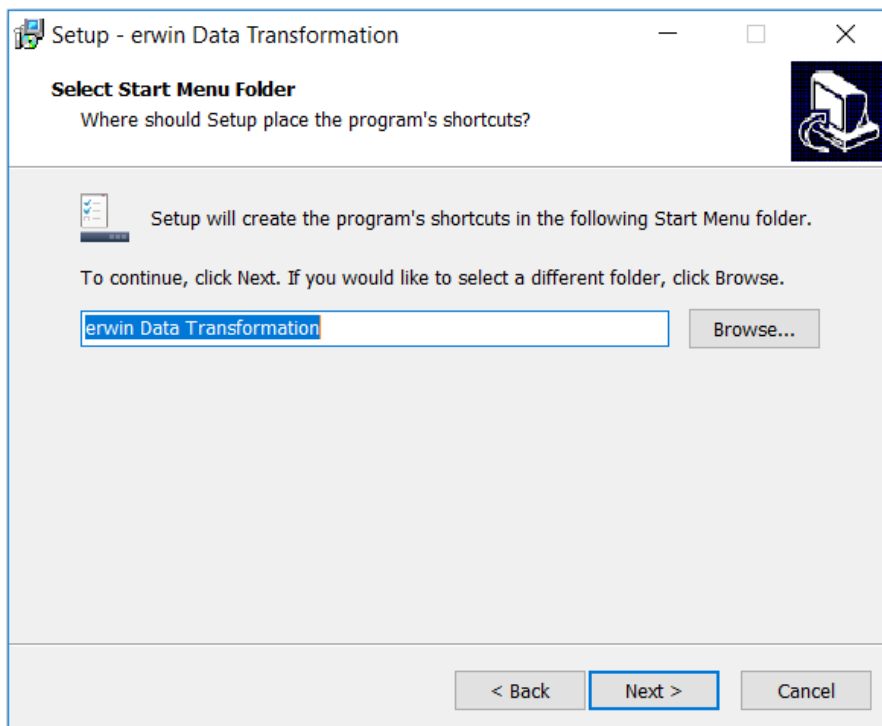 Setup - erwin Data Transformation
Select Start Menu Folder
Where should Setup place the program's shortcuts?
Setup will create the program's shortcuts in the following Start Menu folder.
To continue, click Next. If you would like to select a different folder, click Browse.
erwin Data Transformation
Browse...
< Back
Next >
Cancel